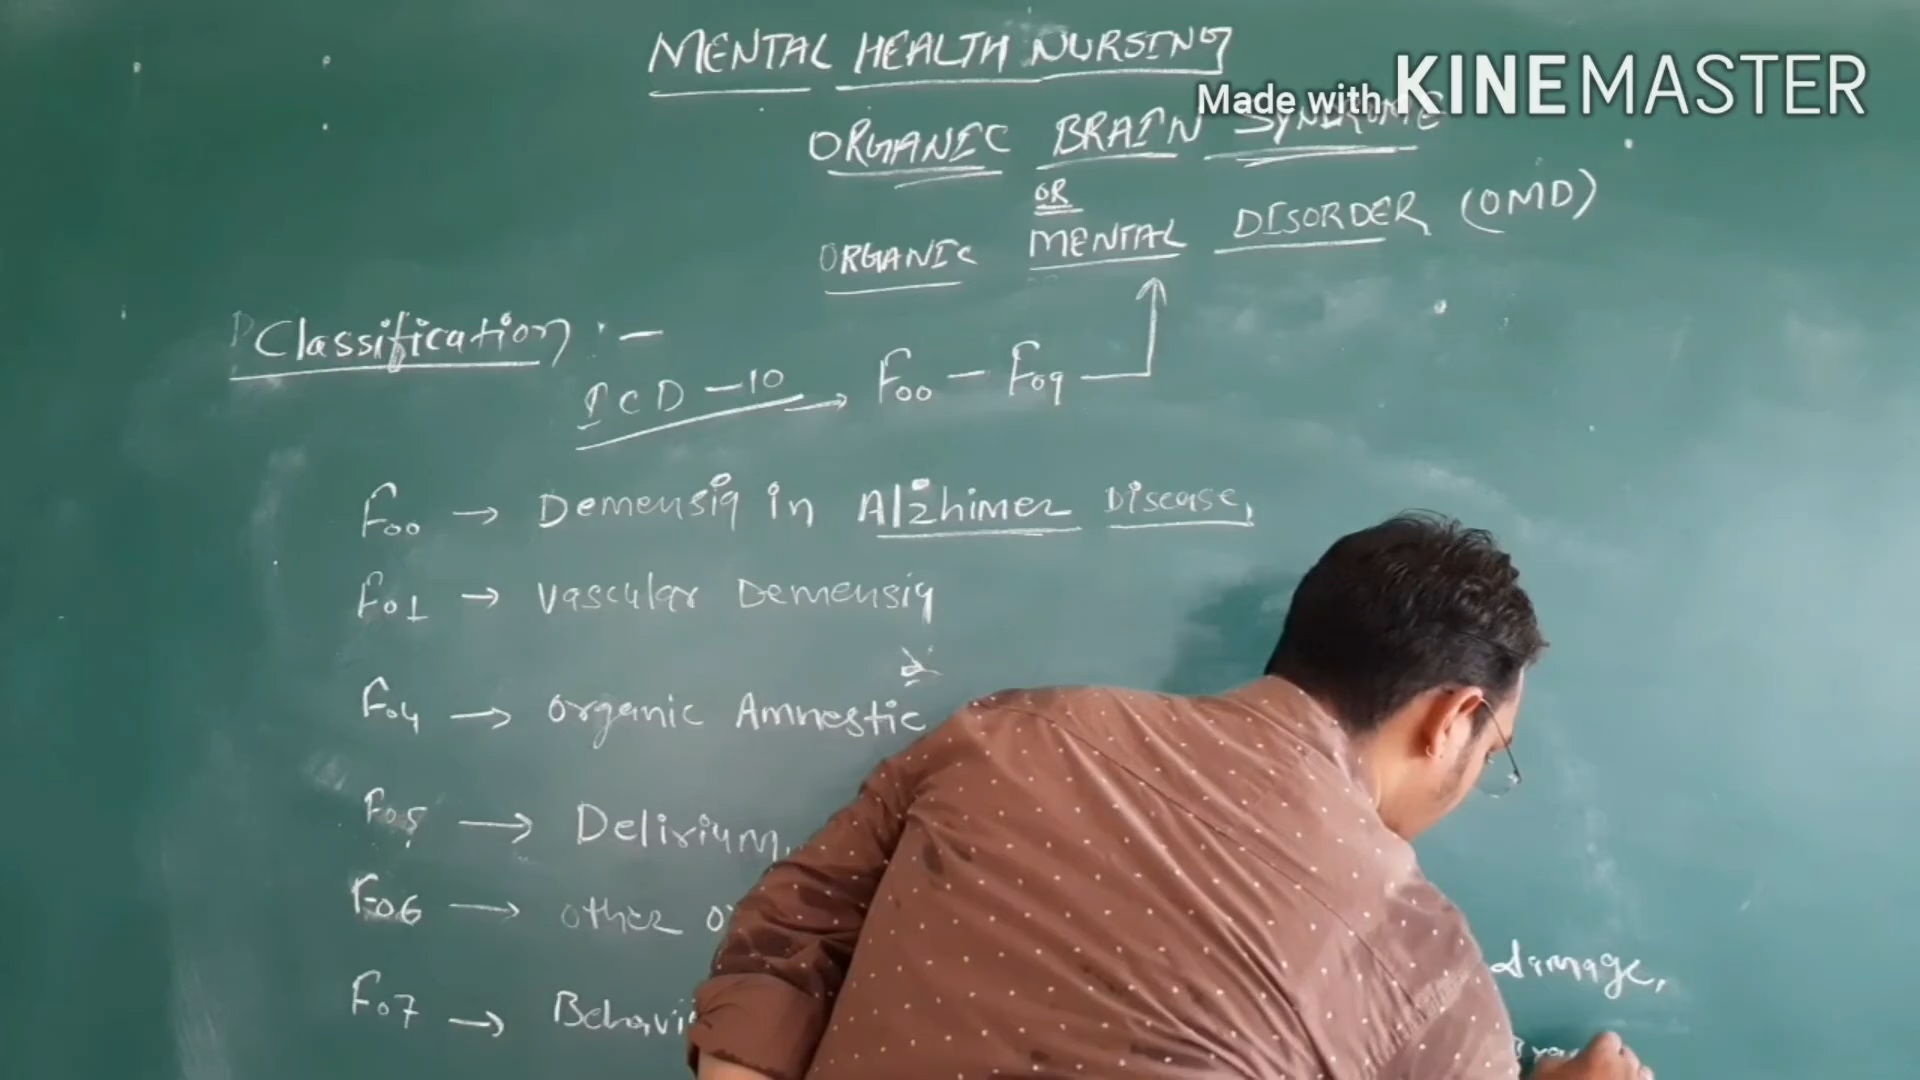 MENTAL HEALTH NURSING
Made with KINEMASTER
ORGANIC BRAIN SYNDROME
OR
ORGANIC MENTAL DISORDER (OMD)
Classification :-
ICD-10 → F00 - F09
F00 → Demensia in Alzhimer Disease,
F01 → Vascular Demensia
F04 → Organic Amnestic
F05 → Delirium,
F06 → other
damage,
F07 → Behavi